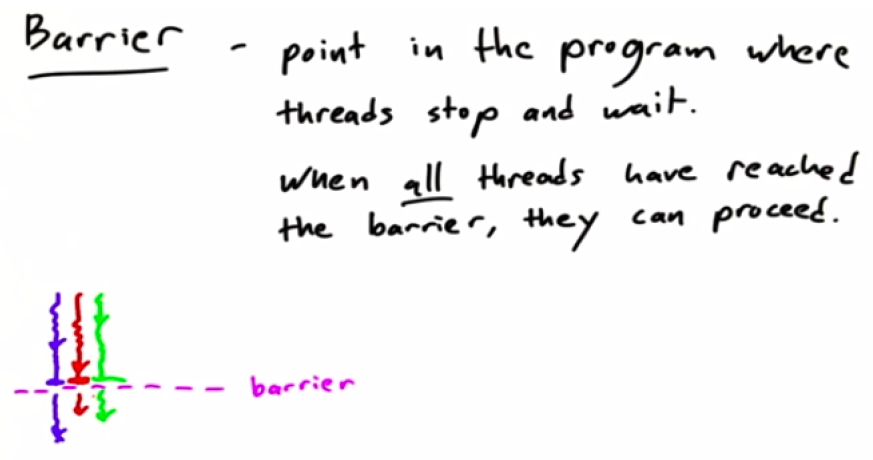 Barrier - point in the program where
threads stop and wait.
When all threads have reached
the barrier, they can proceed.
barrier